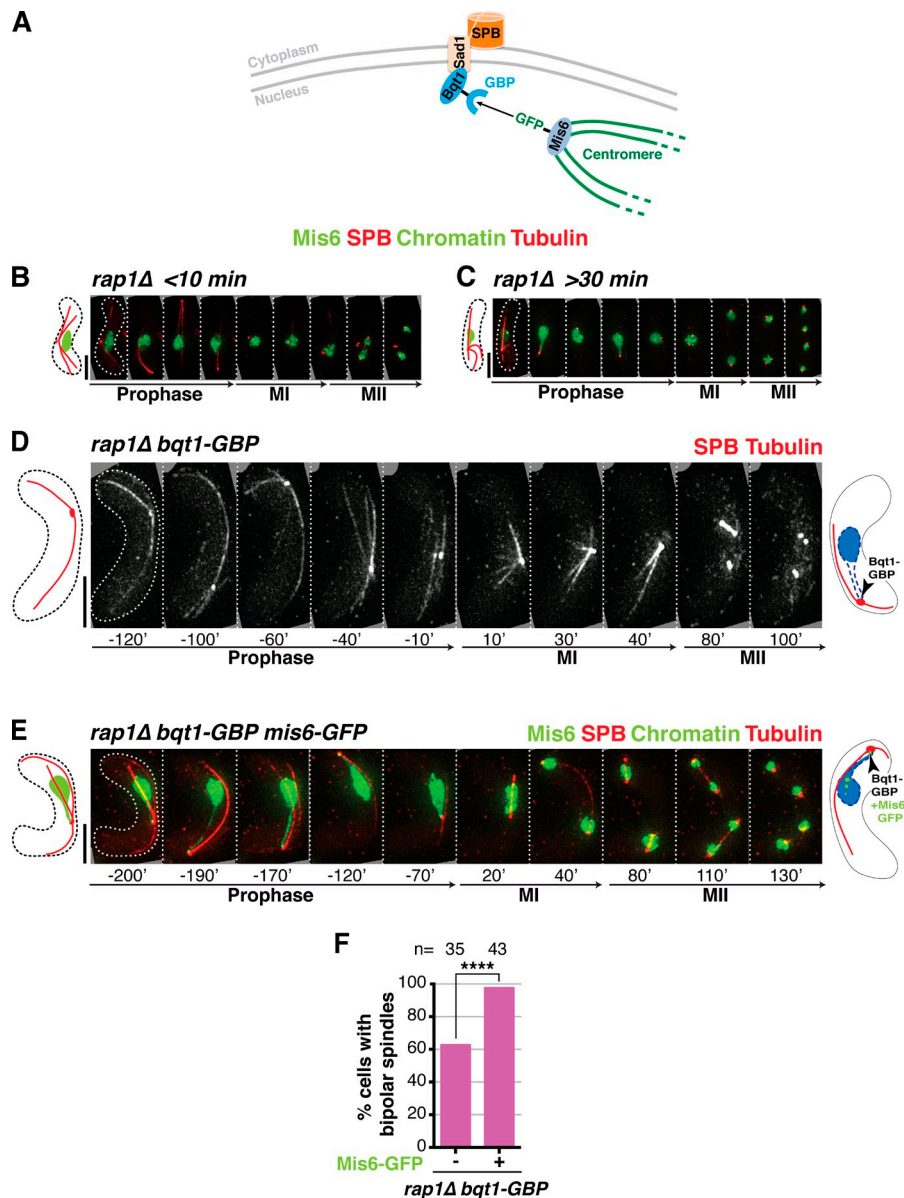 A
SPB
Sad1
Cytoplasm
Nucleus
Bqt1
GBP
GFP
Mis6
Centromere
Mis6 SPB Chromatin Tubulin
B
rap1Δ <10 min
Prophase MI MII
C
rap1Δ >30 min
Prophase MI MII
D
rap1Δ bqt1-GBP
SPB Tubulin
Bqt1-
GBP
-120’ -100’ -60’ -40’ -10’ 10’ 30’ 40’ 80’ 100’
Prophase MI MII
E
rap1Δ bqt1-GBP mis6-GFP
Mis6 SPB Chromatin Tubulin
Bqt1-
GBP
+Mis6
GFP
-200’ -190’ -170’ -120’ -70’ 20’ 40’ 80’ 110’ 130’
Prophase MI MII
F
n= 35 43
****
100
80
60
40
20
0
% cells with
bipolar spindles
Mis6-GFP - +
rap1Δ bqt1-GBP